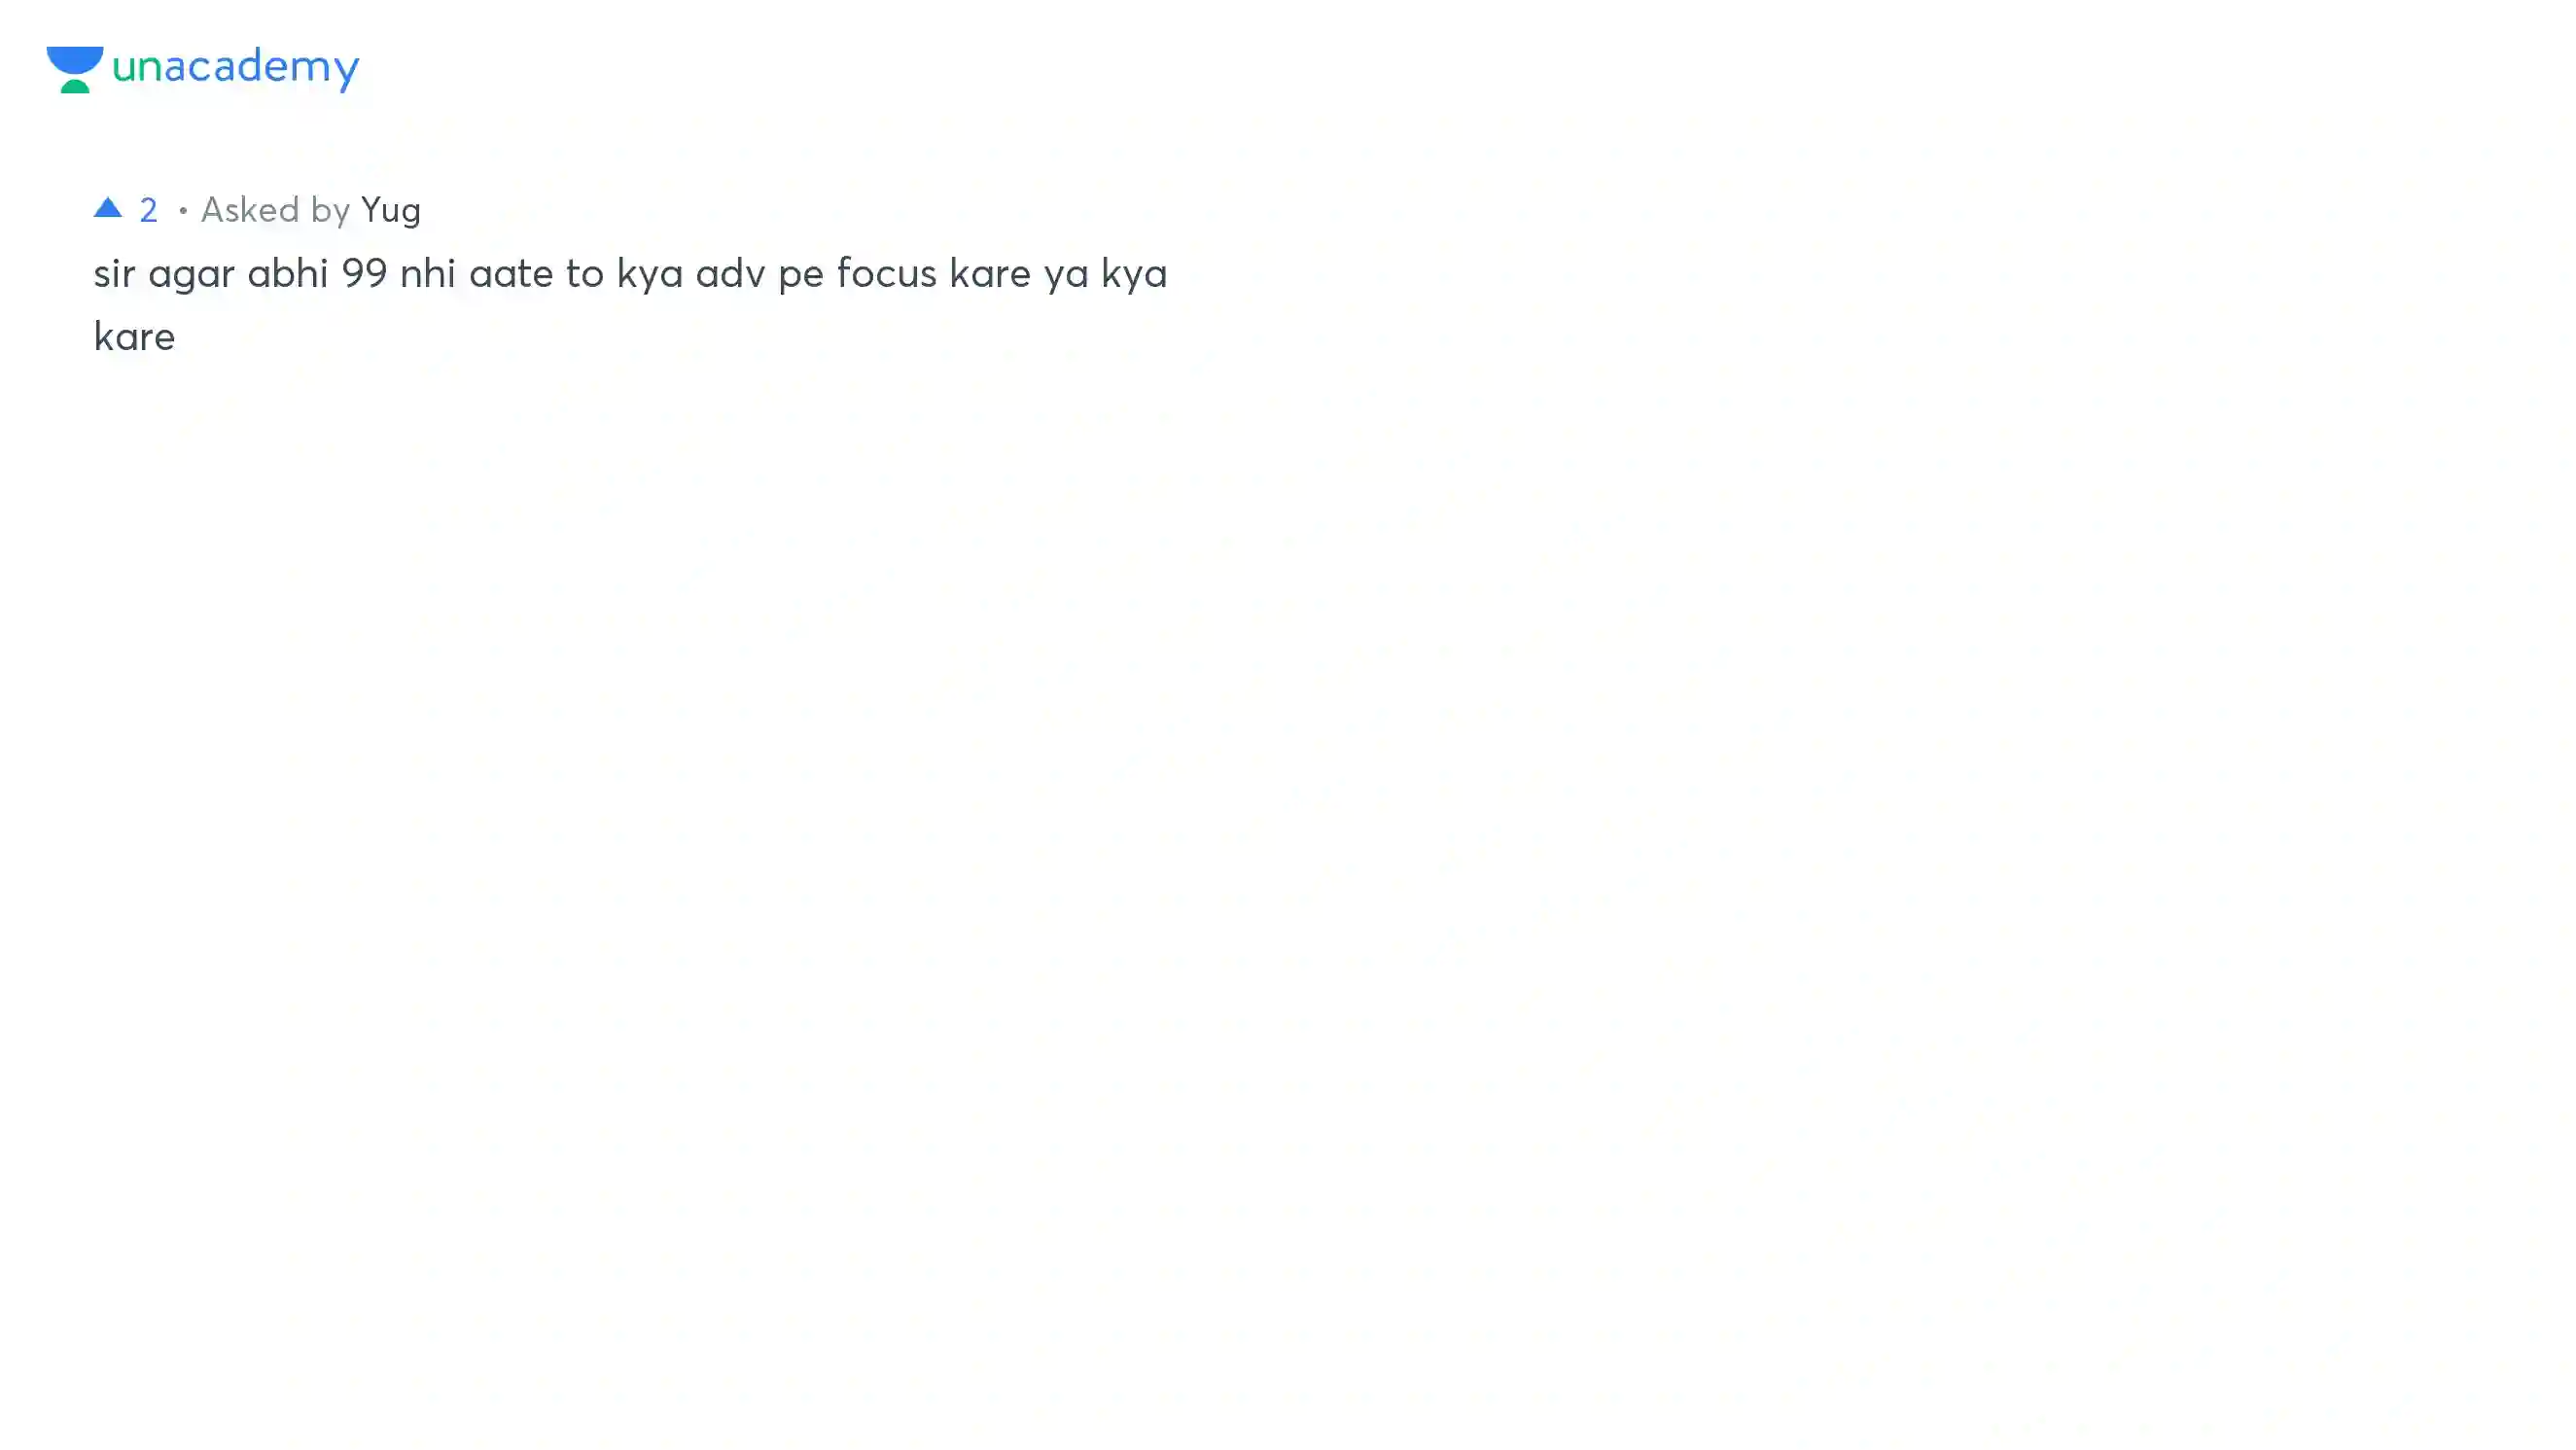 unacademy
▲ 2 • Asked by Yug
sir agar abhi 99 nhi aate to kya adv pe focus kare ya kya
kare